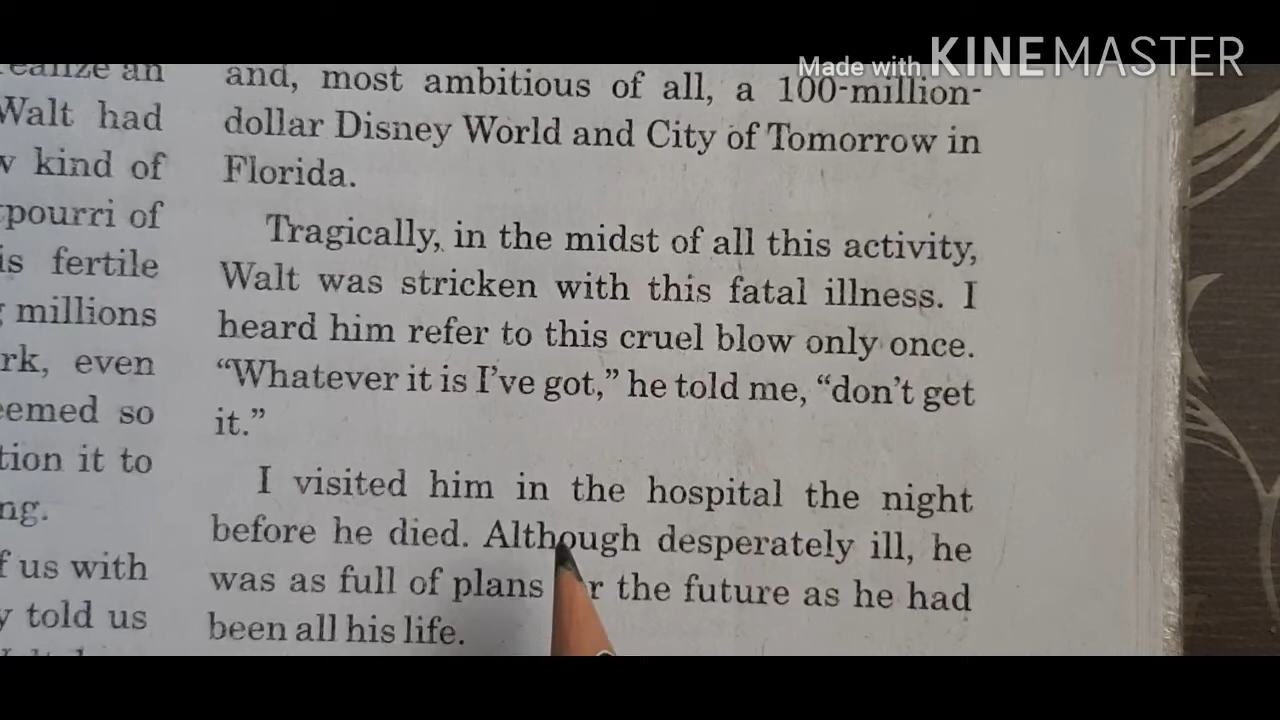 Made with KINEMASTER
an
Walt had
kind of
of
fertile
millions
even
so
it to
us with
told us
and, most ambitious of all, a 100-million-
dollar Disney World and City of Tomorrow in
Florida.
Tragically, in the midst of all this activity,
Walt was stricken with this fatal illness. I
heard him refer to this cruel blow only once.
“Whatever it is I’ve got,” he told me, “don’t get
it.”
I visited him in the hospital the night
before he died. Although desperately ill, he
was as full of plans the future as he had
been all his life.